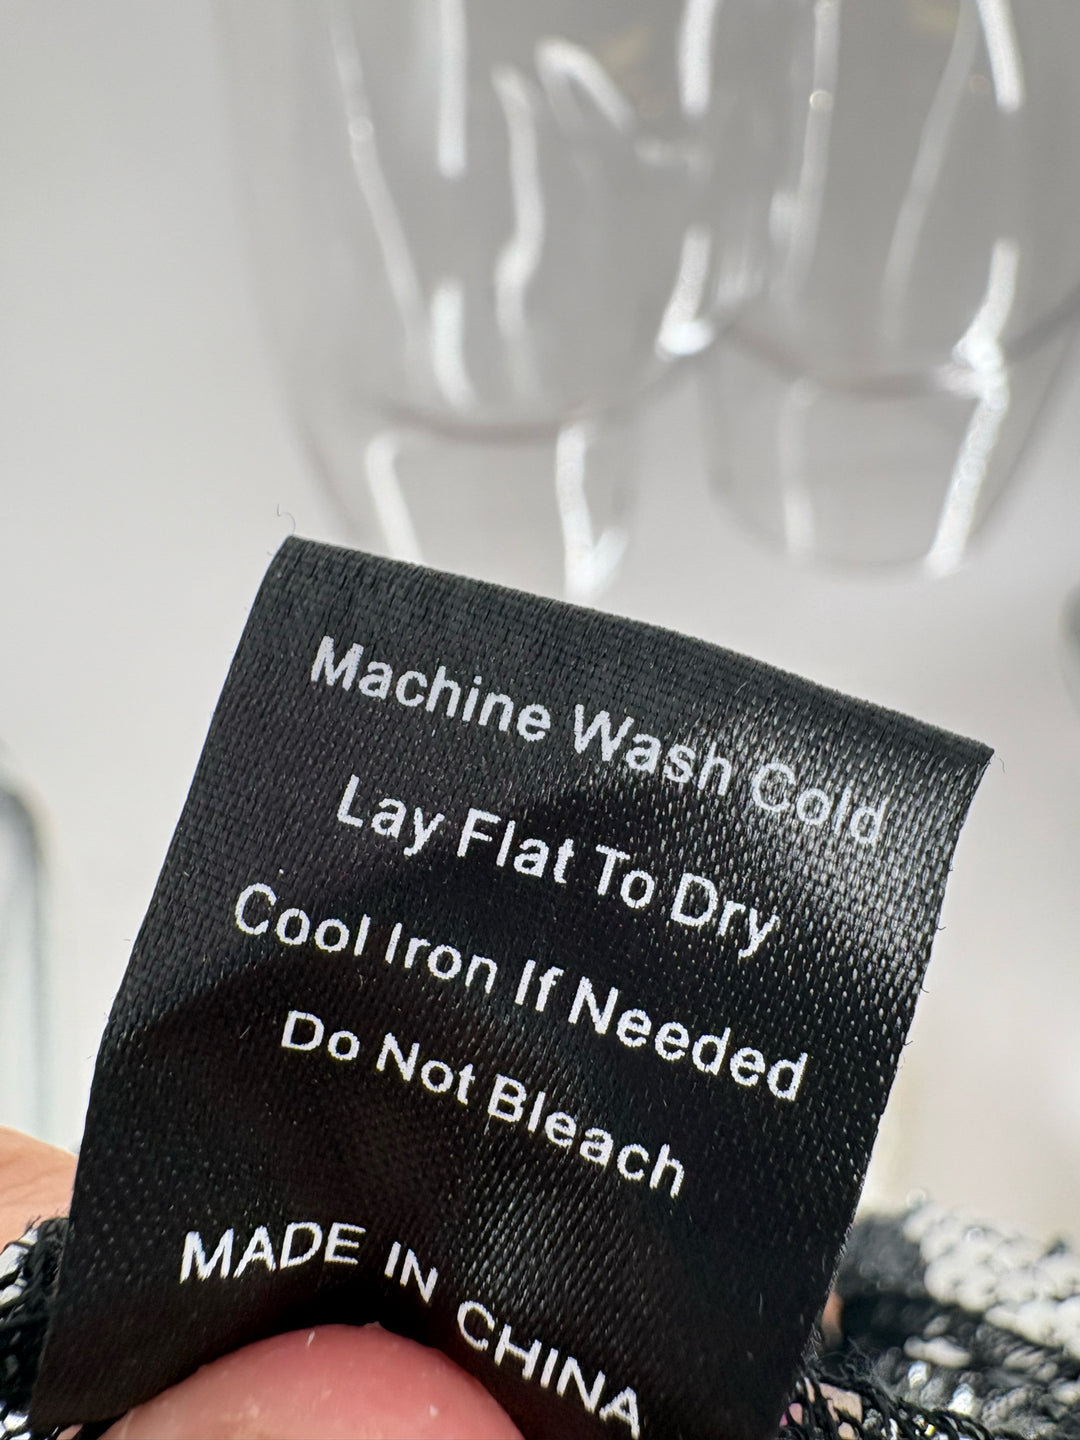 Machine Wash Cold
Lay Flat To Dry
Cool Iron If Needed
Do Not Bleach
MADE IN CHINA